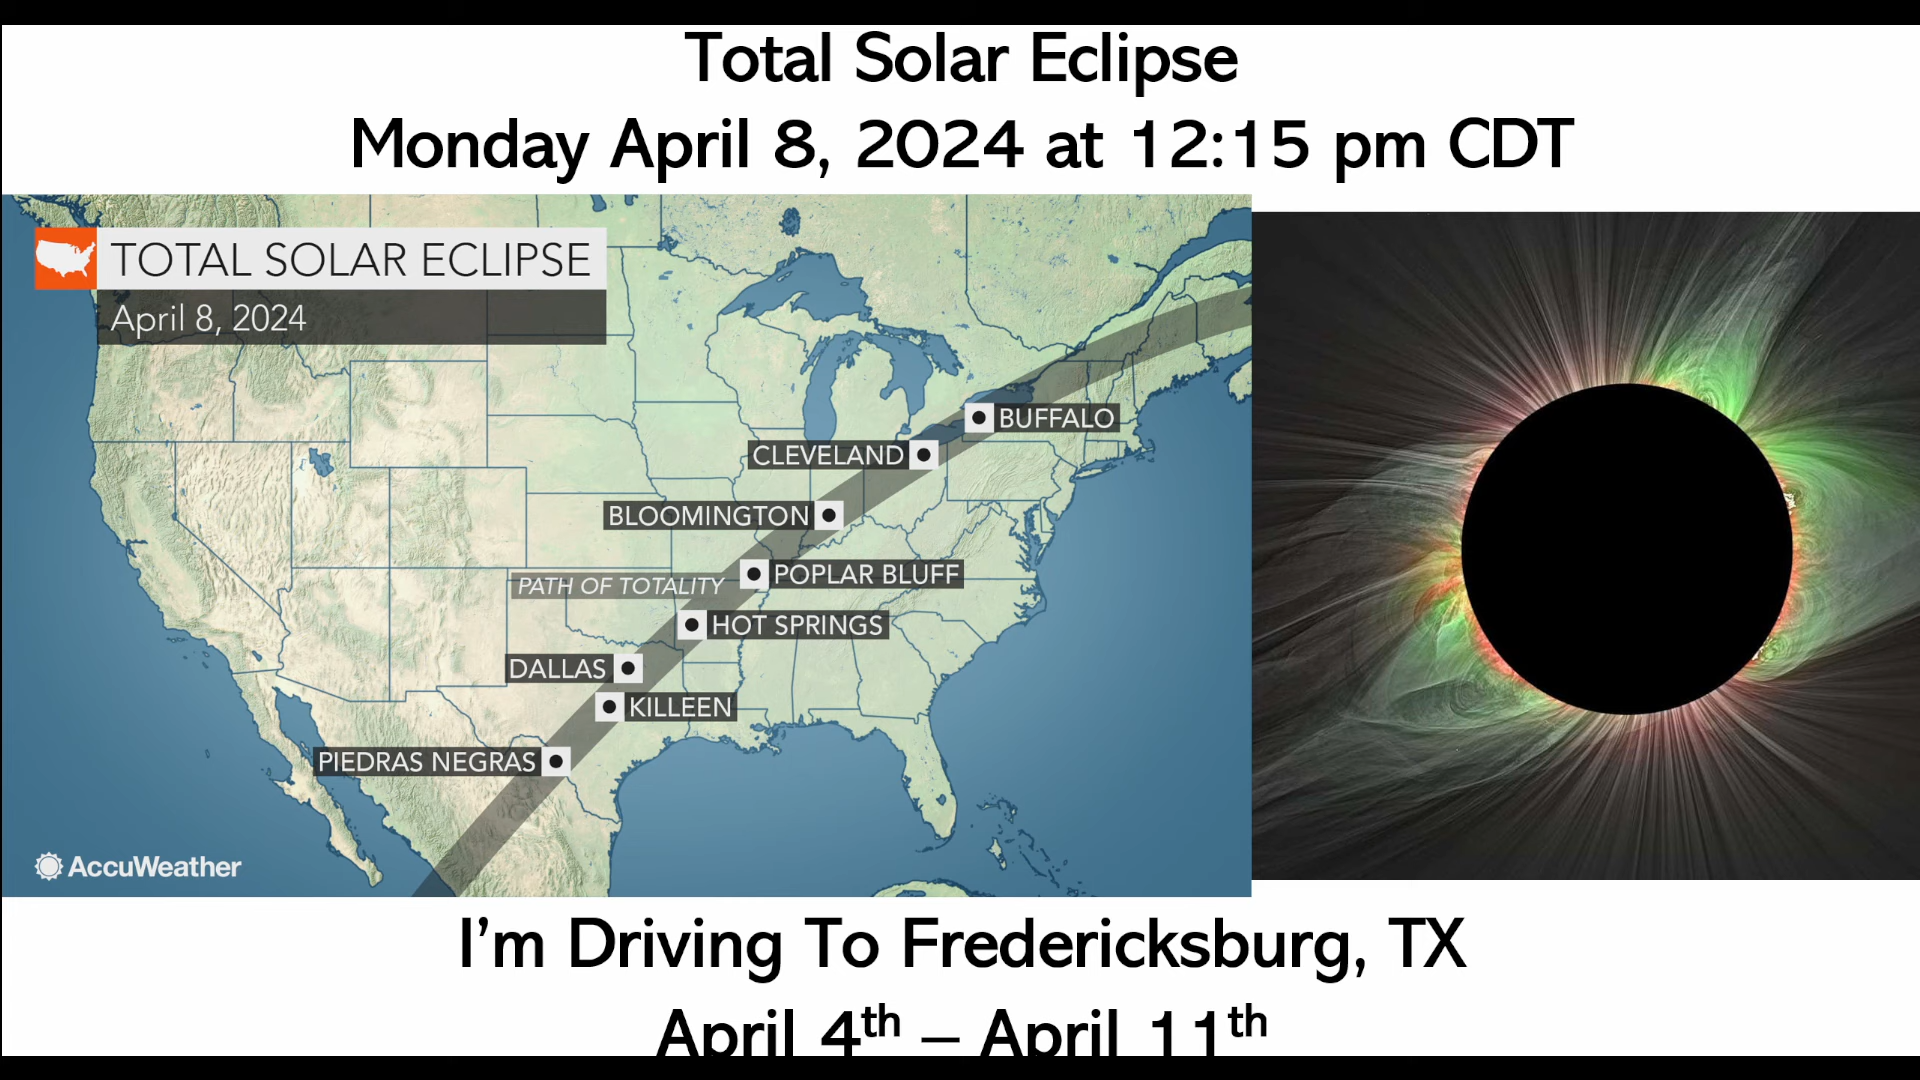 Total Solar Eclipse
Monday April 8, 2024 at 12:15 pm CDT
TOTAL SOLAR ECLIPSE
April 8, 2024
BUFFALO
CLEVELAND
BLOOMINGTON
POPLAR BLUFF
PATH OF TOTALITY
HOT SPRINGS
DALLAS
KILLEEN
PIEDRAS NEGRAS
AccuWeather
I'm Driving To Fredericksburg, TX
April 4th – April 11th